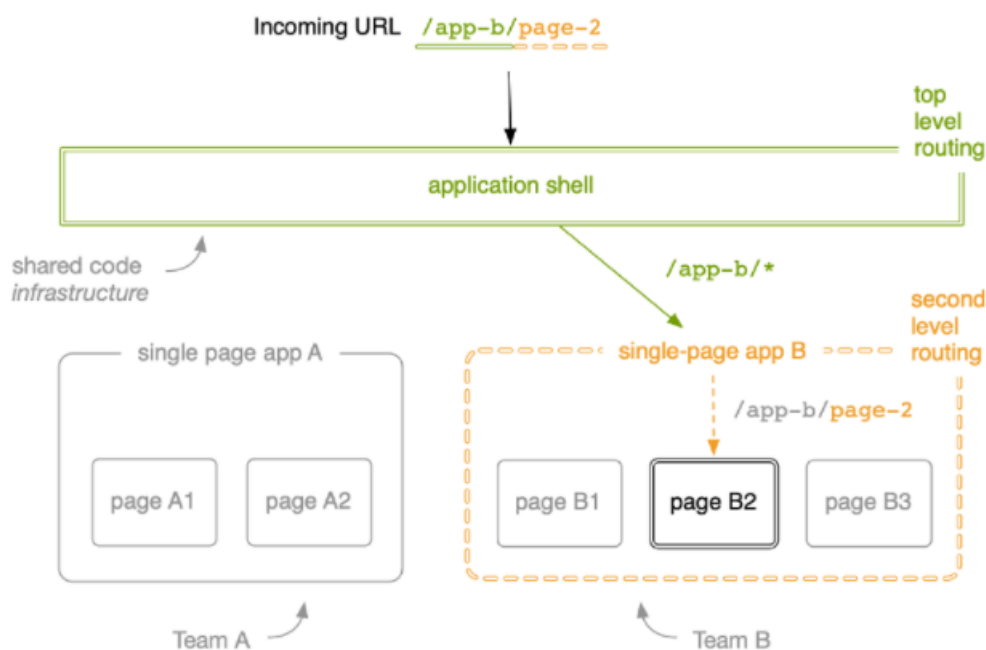 Incoming URL /app-b/page-2
top
level
routing
application shell
shared code
infrastructure
/app-b/*
second
level
routing
single page app A
single-page app B
/app-b/page-2
page A1
page A2
page B1
page B2
page B3
Team A
Team B